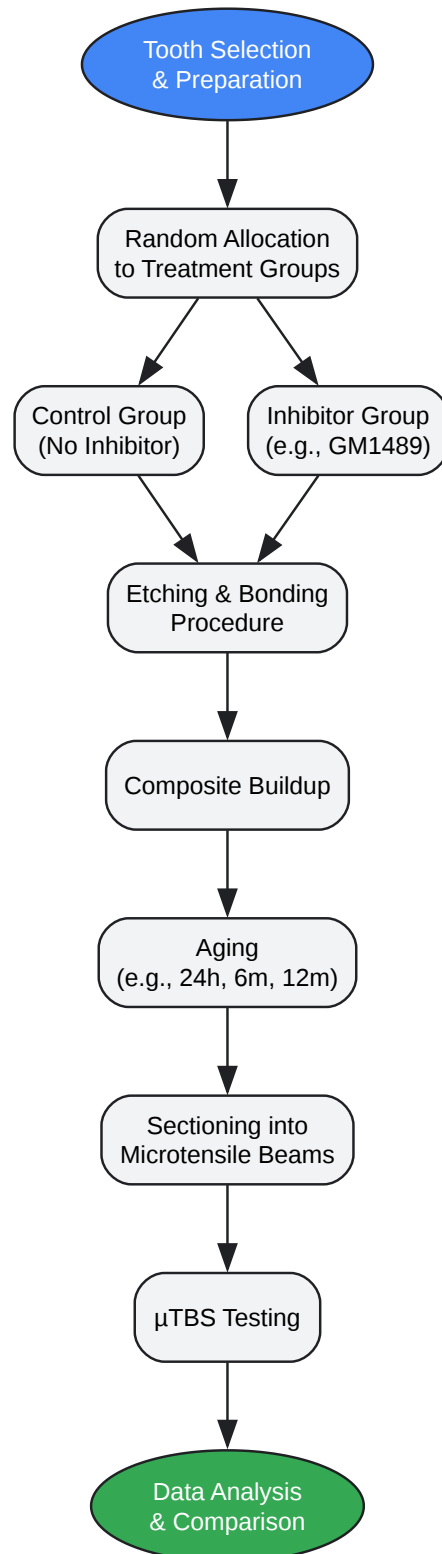 Tooth Selection
& Preparation
Random Allocation
to Treatment Groups
Control Group
(No Inhibitor)
Inhibitor Group
(e.g., GM1489)
Etching & Bonding
Procedure
Composite Buildup
Aging
(e.g., 24h, 6m, 12m)
Sectioning into
Microtensile Beams
µTBS Testing
Data Analysis
& Comparison